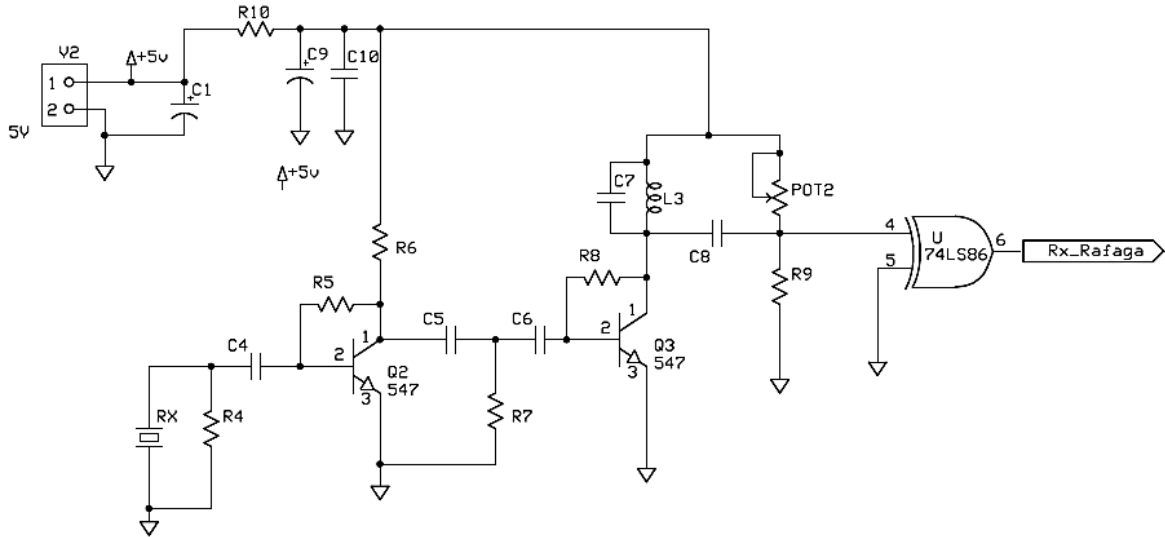 R10
V2
+5v
C9
C10
1
C1
2
5V
+5v
C7
L3
POT2
R6
4
U
6
74LS86
Rx_Rafaga
5
R8
C8
R9
R5
C5
C6
1
1
2
Q3
547
3
C4
2
Q2
547
3
RX
R4
R7